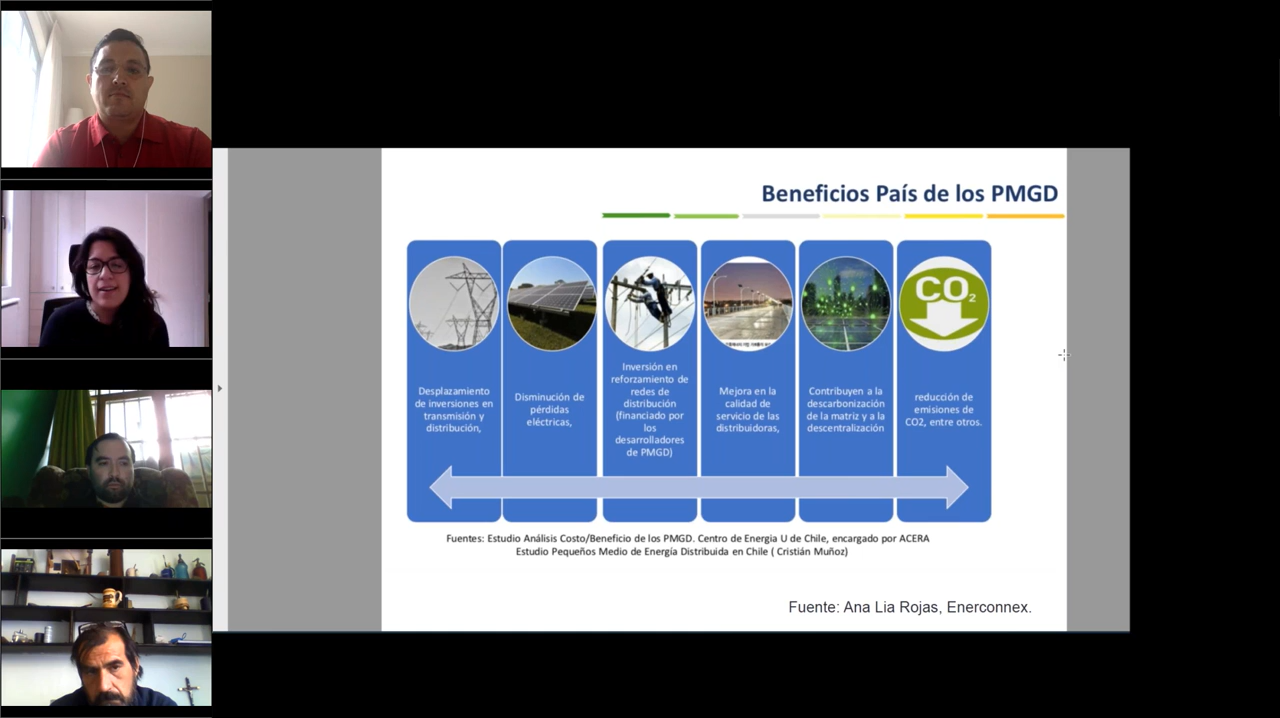 Beneficios País de los PMGD
CO₂
Desplazamiento
de inversiones en
transmisión y
distribución,
Disminución de
pérdidas
eléctricas,
Inversión en
reforzamiento de
redes de
distribución
(financiado por
los
desarrolladores
de PMGD)
Mejora en la
calidad de
servicio de las
distribuidoras,
Contribuyen a la
descarbonización
de la matriz y a la
descentralización
reducción de
emisiones de
CO2, entre otros.
Fuentes: Estudio Análisis Costo/Beneficio de los PMGD. Centro de Energia U de Chile, encargado por ACERA
Estudio Pequeños Medio de Energía Distribuida en Chile ( Cristián Muñoz)
Fuente: Ana Lia Rojas, Enerconnex.